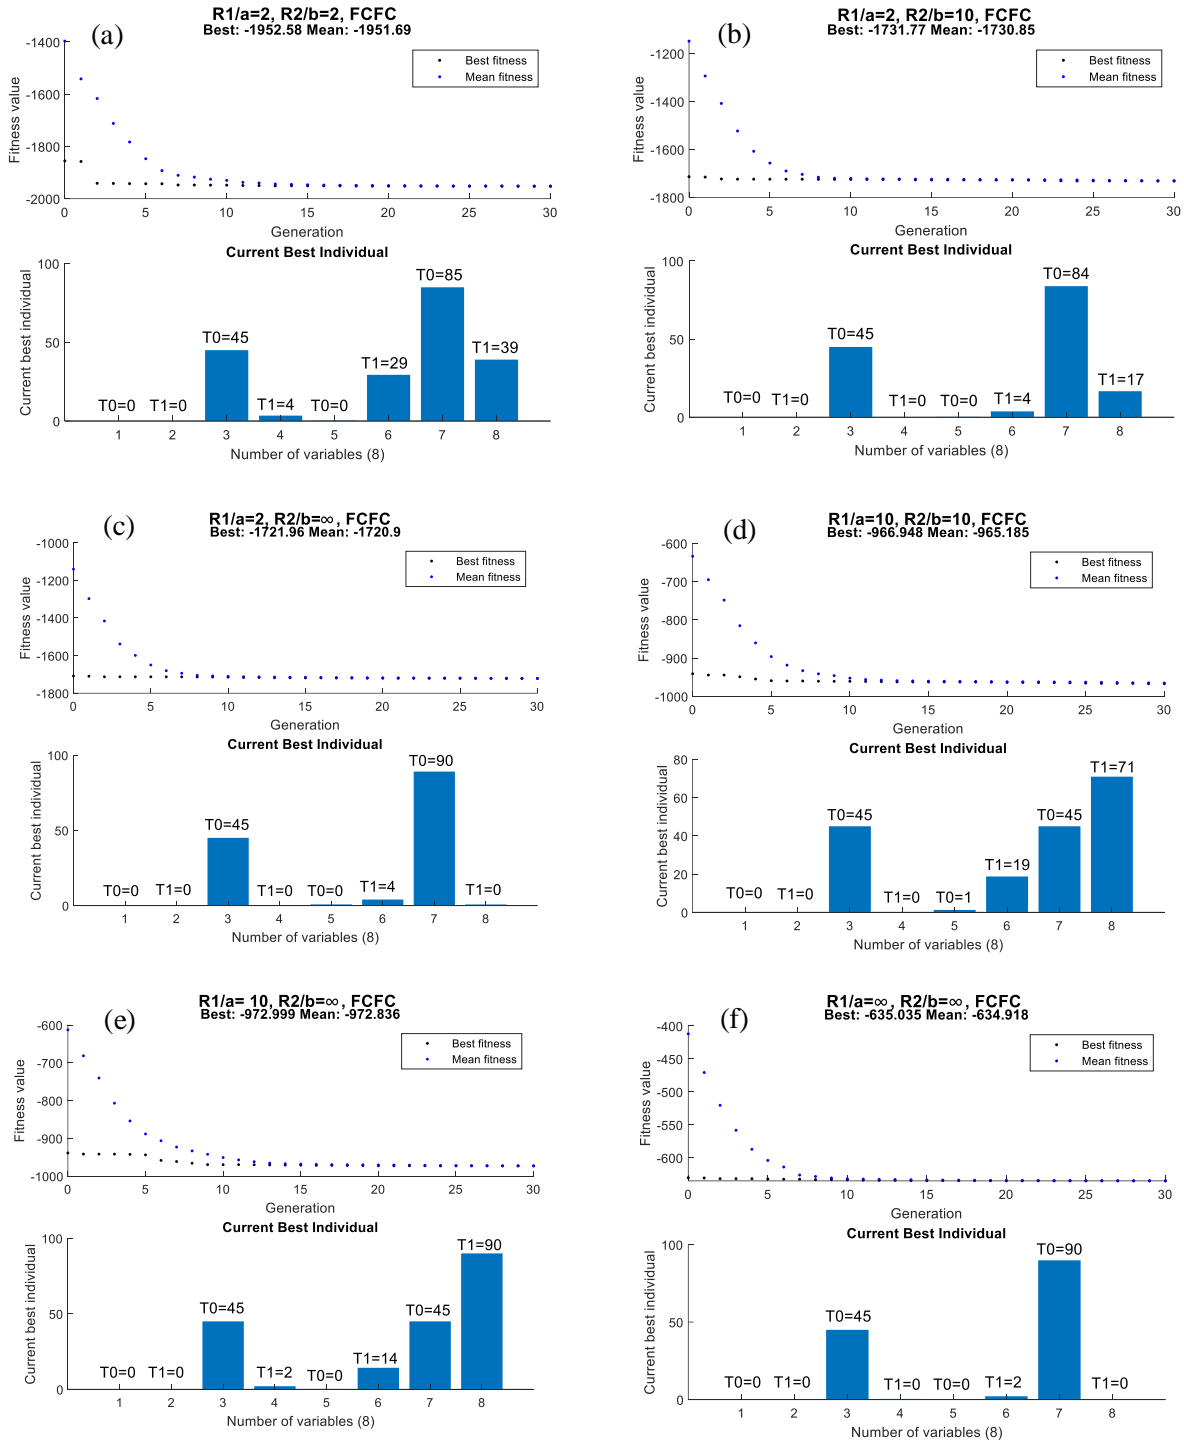 (a)
R1/a=2, R2/b=2, FCFC
Best: -1952.58 Mean: -1951.69
Fitness value
-1400
-1600
-1800
-2000
Best fitness
Mean fitness
0 5 10 15 20 25 30
Generation
Current Best Individual
Current best individual
100
50
0
T0=0 T1=0 T0=45 T1=4 T0=0 T1=29 T0=85 T1=39
1 2 3 4 5 6 7 8
Number of variables (8)
(b)
R1/a=2, R2/b=10, FCFC
Best: -1731.77 Mean: -1730.85
Fitness value
-1200
-1400
-1600
-1800
Best fitness
Mean fitness
0 5 10 15 20 25 30
Generation
Current Best Individual
Current best individual
100
50
0
T0=0 T1=0 T0=45 T1=0 T0=0 T1=4 T0=84 T1=17
1 2 3 4 5 6 7 8
Number of variables (8)
(c)
R1/a=2, R2/b=∞, FCFC
Best: -1721.96 Mean: -1720.9
Fitness value
-1000
-1200
-1400
-1600
-1800
Best fitness
Mean fitness
0 5 10 15 20 25 30
Generation
Current Best Individual
Current best individual
100
50
0
T0=0 T1=0 T0=45 T1=0 T0=0 T1=4 T0=90 T1=0
1 2 3 4 5 6 7 8
Number of variables (8)
(d)
R1/a=10, R2/b=10, FCFC
Best: -966.948 Mean: -965.185
Fitness value
-600
-700
-800
-900
-1000
Best fitness
Mean fitness
0 5 10 15 20 25 30
Generation
Current Best Individual
Current best individual
80
60
40
20
0
T0=0 T1=0 T0=45 T1=0 T0=1 T1=19 T0=45 T1=71
1 2 3 4 5 6 7 8
Number of variables (8)
(e)
R1/a= 10, R2/b=∞, FCFC
Best: -972.999 Mean: -972.836
Fitness value
-600
-700
-800
-900
-1000
Best fitness
Mean fitness
0 5 10 15 20 25 30
Generation
Current Best Individual
Current best individual
100
50
0
T0=0 T1=0 T0=45 T1=2 T0=0 T1=14 T0=45 T1=90
1 2 3 4 5 6 7 8
Number of variables (8)
(f)
R1/a=∞, R2/b=∞, FCFC
Best: -635.035 Mean: -634.918
Fitness value
-400
-450
-500
-550
-600
Best fitness
Mean fitness
0 5 10 15 20 25 30
Generation
Current Best Individual
Current best individual
100
50
0
T0=0 T1=0 T0=45 T1=0 T0=0 T1=2 T0=90 T1=0
1 2 3 4 5 6 7 8
Number of variables (8)